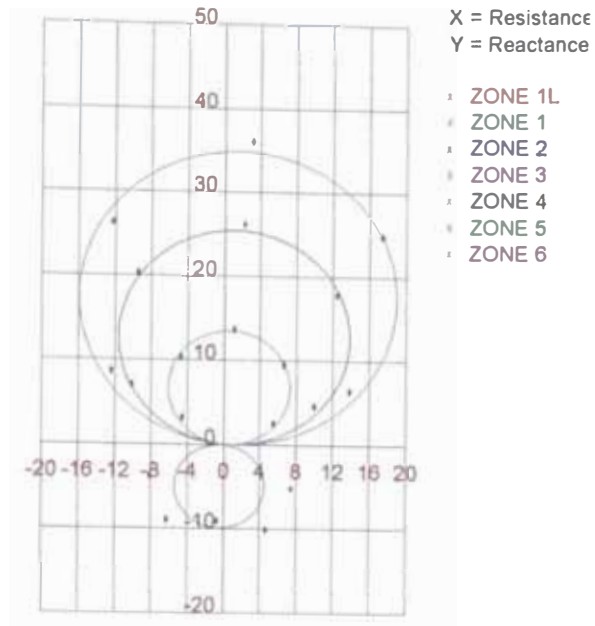 50
X = Resistance
Y = Reactance
40
ZONE 1L
ZONE 1
ZONE 2
30
ZONE 3
ZONE 4
ZONE 5
ZONE 6
20
10
0
-20 -16 -12 -8 -4 0 4 8 12 16 20
-10
-20